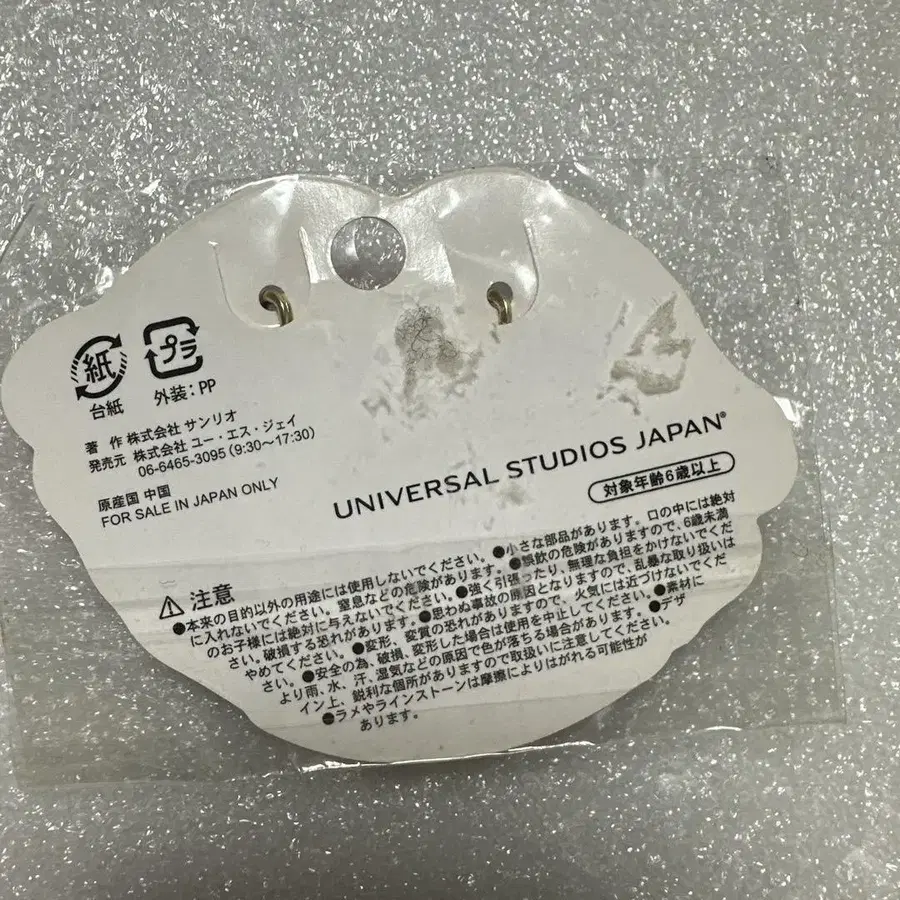 紙
プラ
台紙
外装：PP
著 作 株式会社 サンリオ
発売元 株式会社 ユー・エス・ジェイ
06-6465-3095（9:30～17:30）
原産国 中国
FOR SALE IN JAPAN ONLY
UNIVERSAL STUDIOS JAPAN®
対象年齢6歳以上
⚠ 注意
●本来の目的以外の用途には使用しないでください。●小さな部品があります。口の中には絶対
に入れないでください。窒息などの危険があります。●誤飲の危険がありますので、6歳未満
のお子様には絶対に与えないでください。●強く引張ったり、無理な負担をかけないでくだ
さい。破損する恐れがあります。●思わぬ事故の原因となりますので、乱暴な取り扱いは
やめてください。●変形、変質の恐れがありますので、火気には近づけないでくだ
さい。●安全の為、破損、変形した場合は使用を中止してください。●素材に
より雨、水、汗、湿気などの原因で色が落ちる場合があります。●デザ
イン上、鋭利な個所がありますので取扱いに注意してください。
●ラメやラインストーンは摩擦によりはがれる可能性が
あります。